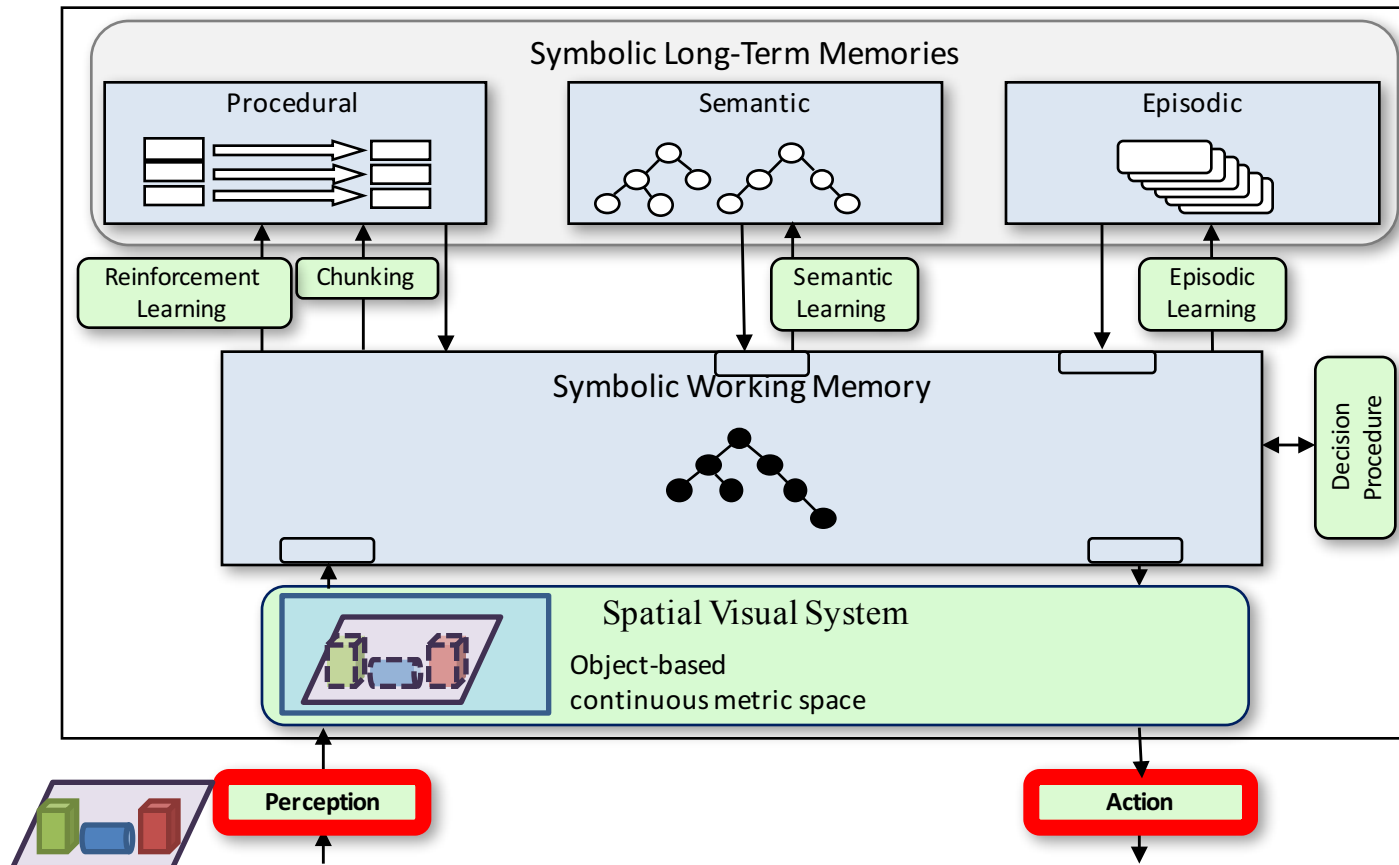 Symbolic Long-Term Memories
Procedural
Semantic
Episodic
Reinforcement
Learning
Chunking
Semantic
Learning
Episodic
Learning
Symbolic Working Memory
Decision
Procedure
Spatial Visual System
Object-based
continuous metric space
Perception
Action